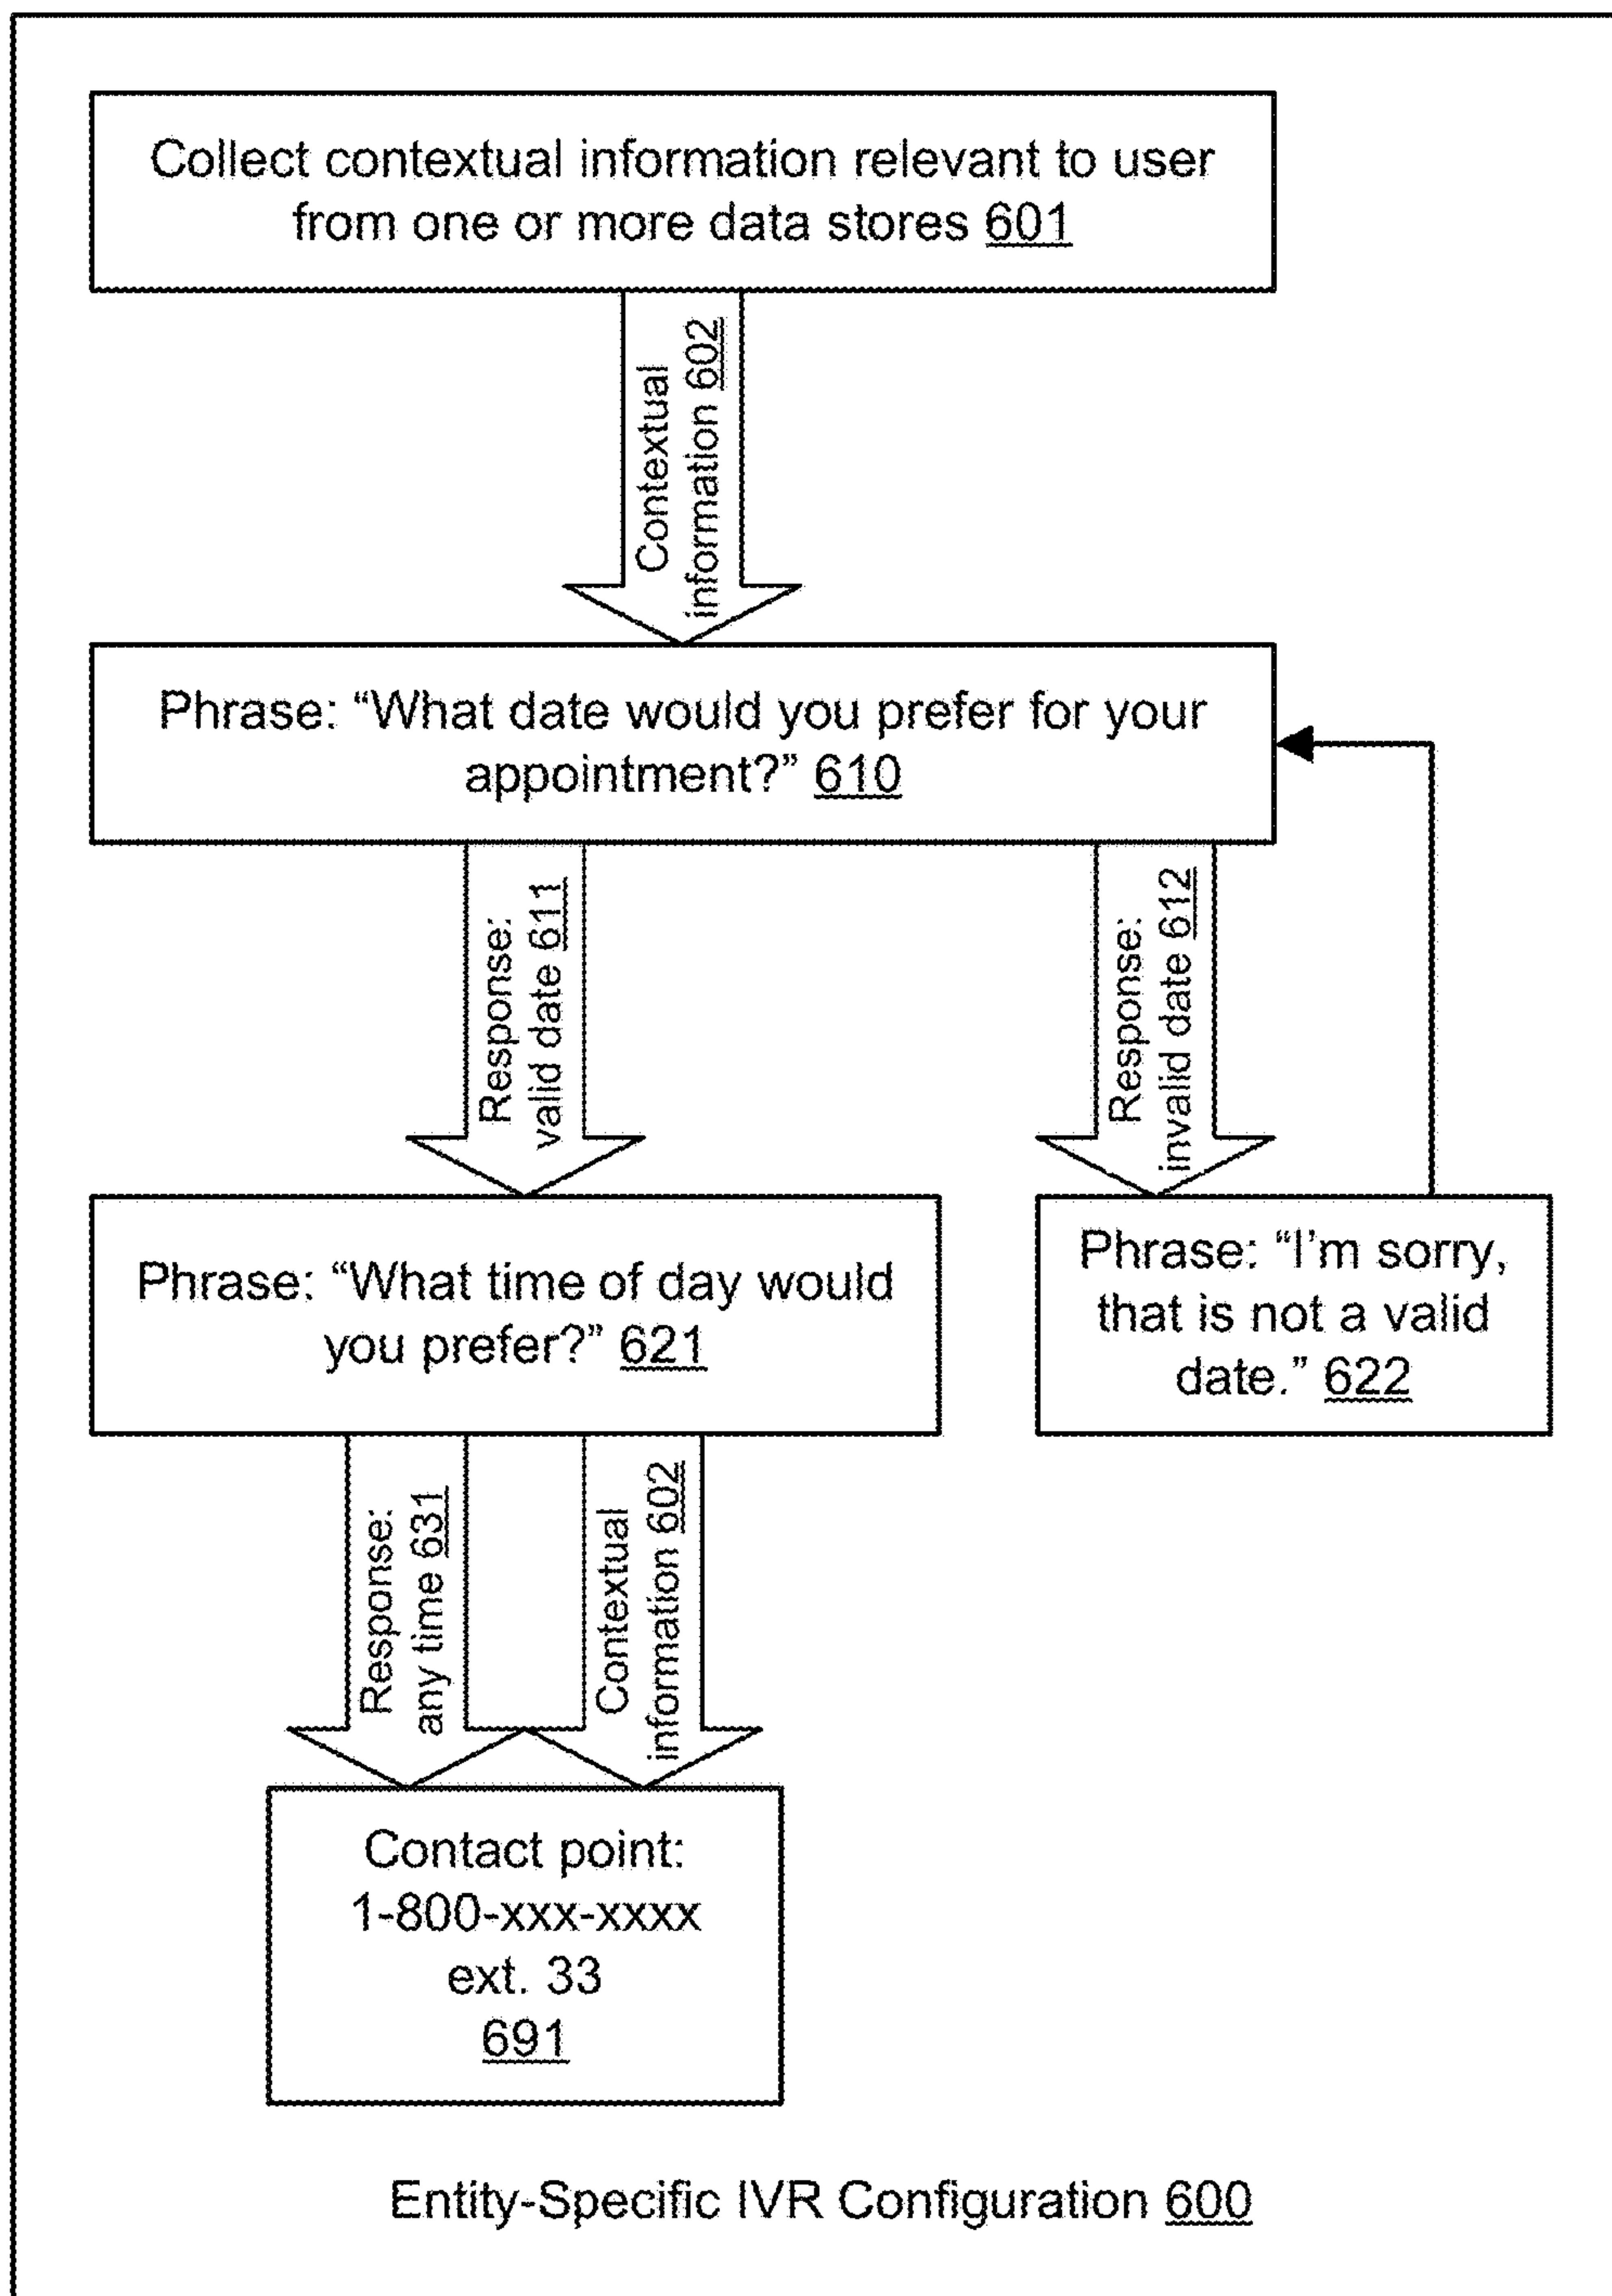 Collect contextual information relevant to user
from one or more data stores 601
Contextual
information 602
Phrase: “What date would you prefer for your
appointment?” 610
Response:
valid date 611
Response:
invalid date 612
Phrase: “What time of day would
you prefer?” 621
Phrase: “I’m sorry,
that is not a valid
date.” 622
Response:
any time 631
Contextual
information 602
Contact point:
1-800-xxx-xxxx
ext. 33
691
Entity-Specific IVR Configuration 600